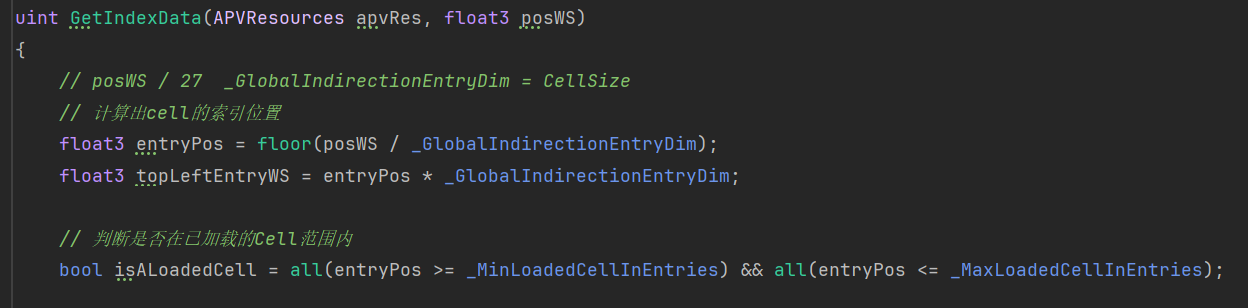 uint GetIndexData(APVResources apvRes, float3 posWS)
{
// posWS / 27  _GlobalIndirectionEntryDim = CellSize
// 计算出cell的索引位置
float3 entryPos = floor(posWS / _GlobalIndirectionEntryDim);
float3 topLeftEntryWS = entryPos * _GlobalIndirectionEntryDim;
// 判断是否在已加载的Cell范围内
bool isALoadedCell = all(entryPos >= _MinLoadedCellInEntries) && all(entryPos <= _MaxLoadedCellInEntries);